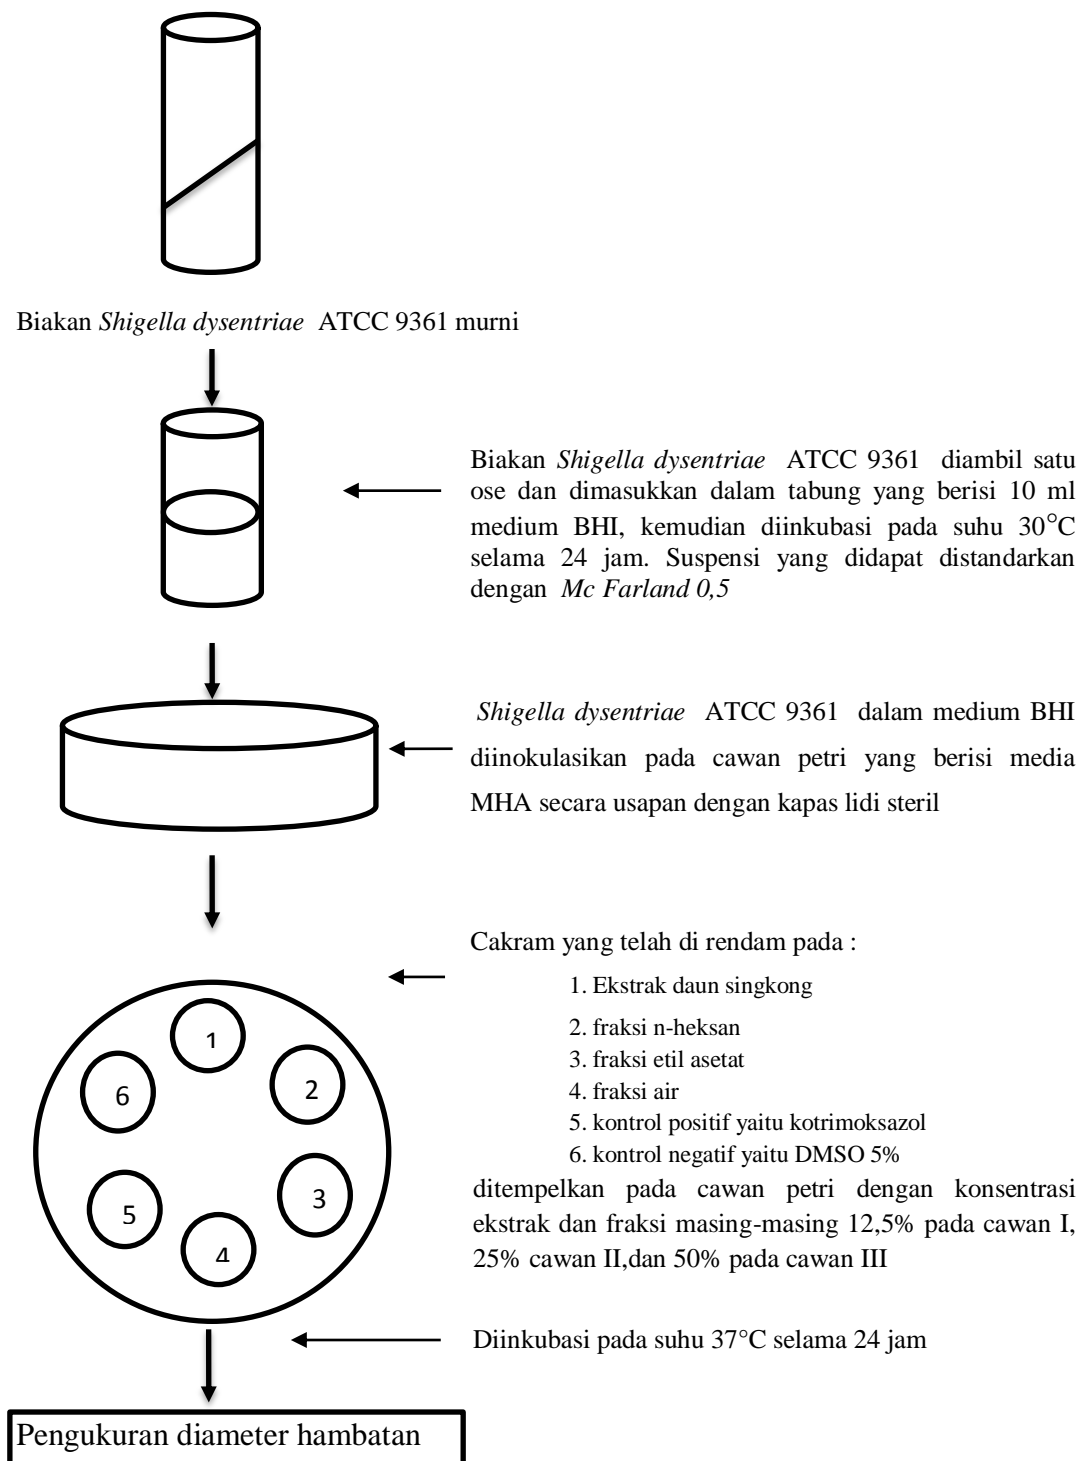 Biakan Shigella dysentriae ATCC 9361 murni
Biakan Shigella dysentriae ATCC 9361 diambil satu
ose dan dimasukkan dalam tabung yang berisi 10 ml
medium BHI, kemudian diinkubasi pada suhu 30°C
selama 24 jam. Suspensi yang didapat distandarkan
dengan Mc Farland 0,5
Shigella dysentriae ATCC 9361 dalam medium BHI
diinokulasikan pada cawan petri yang berisi media
MHA secara usapan dengan kapas lidi steril
Cakram yang telah di rendam pada :
1. Ekstrak daun singkong
2. fraksi n-heksan
3. fraksi etil asetat
4. fraksi air
5. kontrol positif yaitu kotrimoksazol
6. kontrol negatif yaitu DMSO 5%
ditempelkan pada cawan petri dengan konsentrasi
ekstrak dan fraksi masing-masing 12,5% pada cawan I,
25% cawan II,dan 50% pada cawan III
1
2
3
4
5
6
Diinkubasi pada suhu 37°C selama 24 jam
Pengukuran diameter hambatan